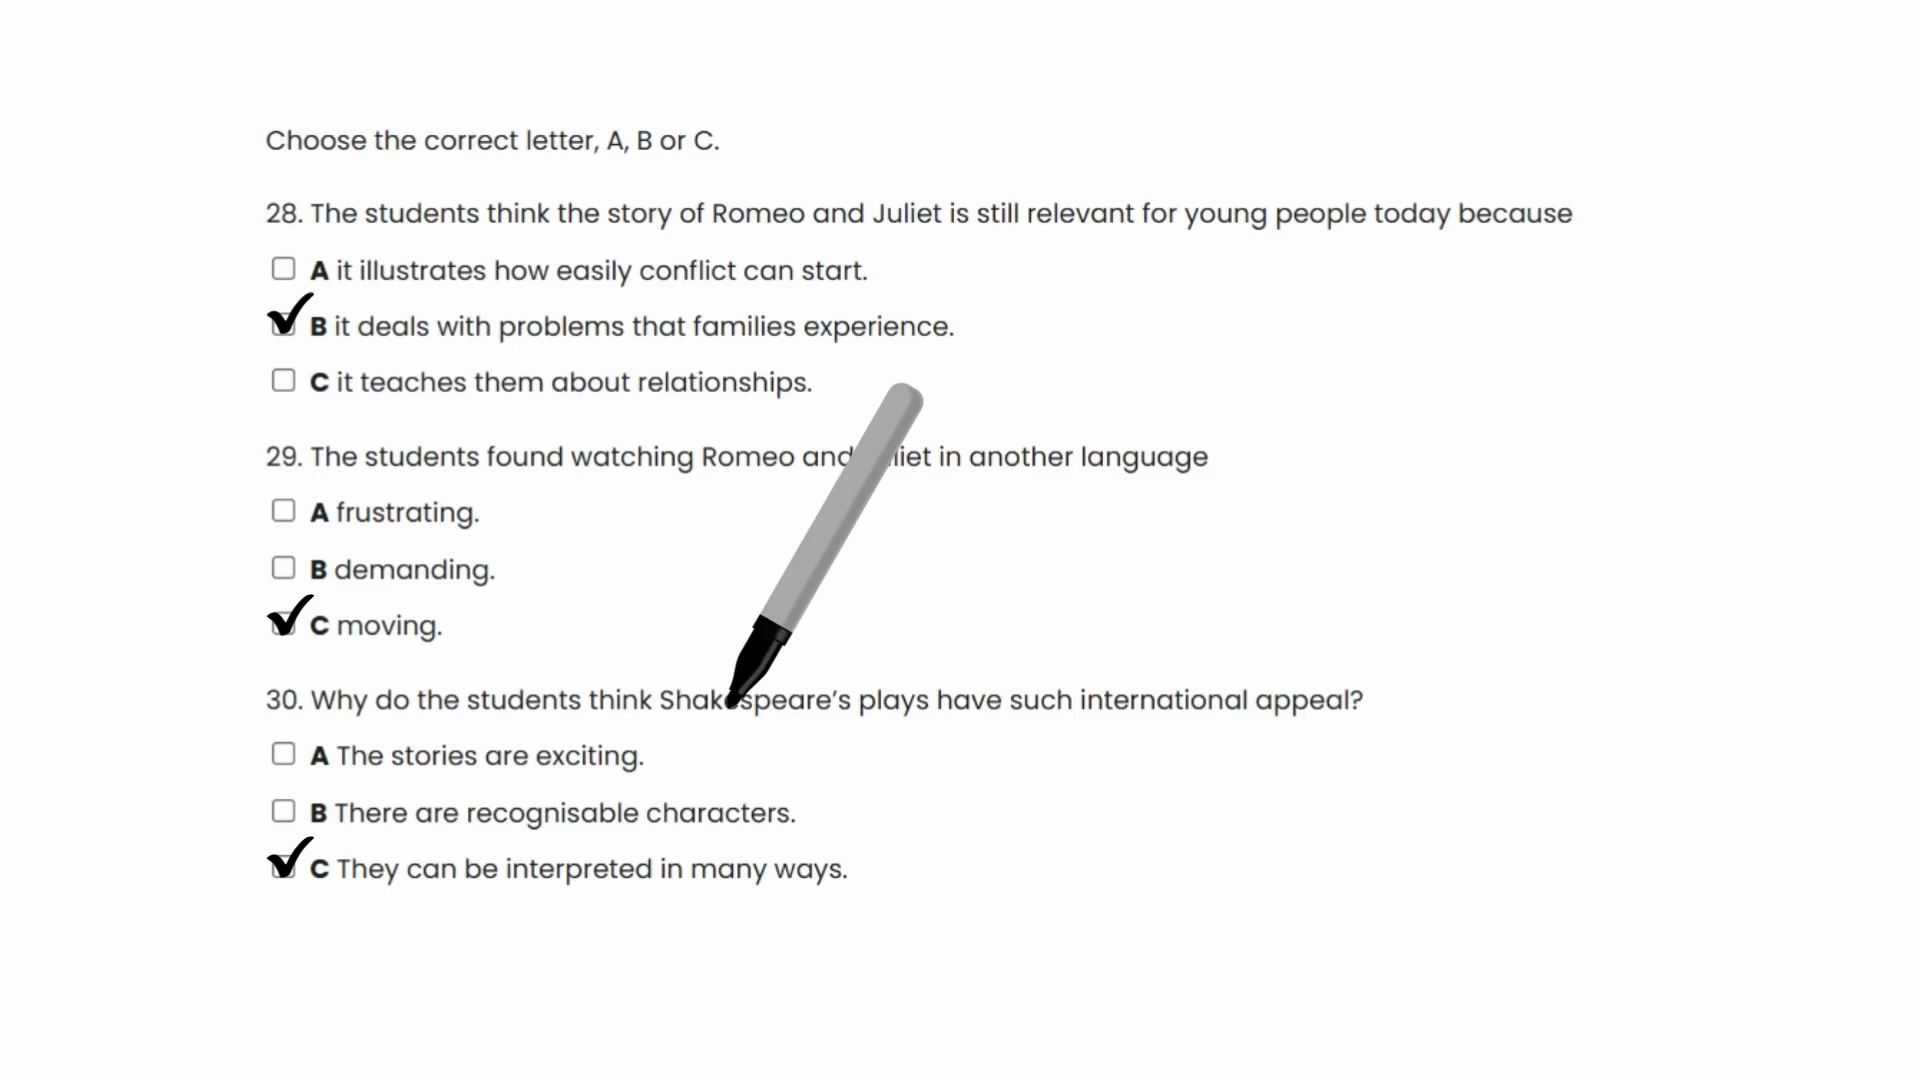 Choose the correct letter, A, B or C.
28. The students think the story of Romeo and Juliet is still relevant for young people today because
A it illustrates how easily conflict can start.
B it deals with problems that families experience.
C it teaches them about relationships.
29. The students found watching Romeo and Juliet in another language
A frustrating.
B demanding.
C moving.
30. Why do the students think Shakespeare’s plays have such international appeal?
A The stories are exciting.
B There are recognisable characters.
C They can be interpreted in many ways.